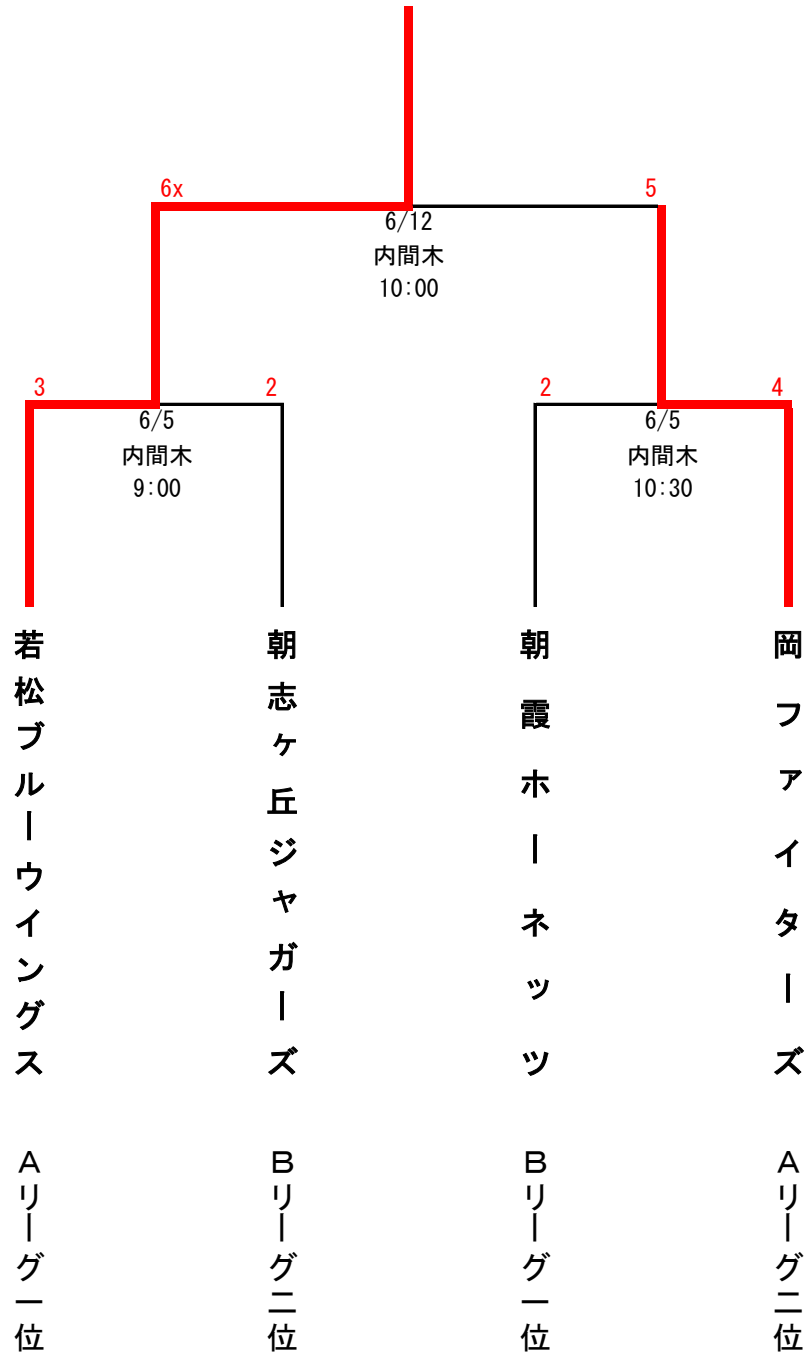 6x
5
6/12
内間木
10:00
3
2
2
4
6/5
内間木
9:00
6/5
内間木
10:30
若松ブルーウイングス
朝志ヶ丘ジャガーズ
朝霞ホーネッツ
岡ファイターズ
Aリーグ一位
Bリーグ二位
Bリーグ一位
Aリーグ二位